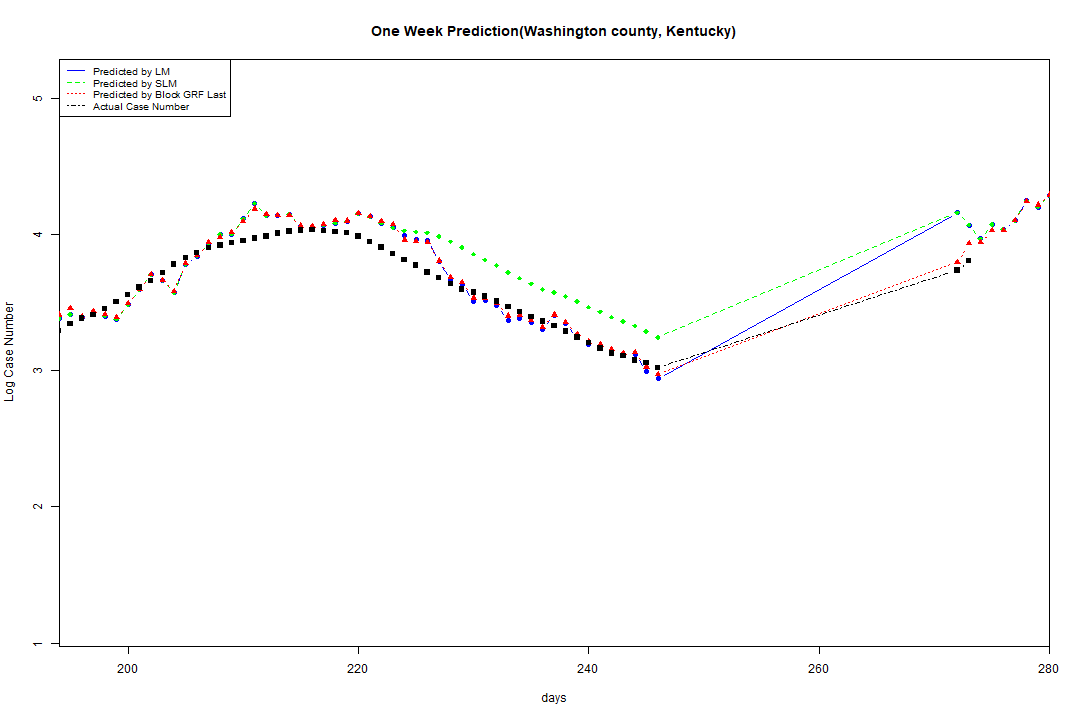 One Week Prediction(Washington county, Kentucky)
Predicted by LM
Predicted by SLM
Predicted by Block GRF Last
Actual Case Number
5
4
3
2
1
Log Case Number
200 220 240 260 280
days